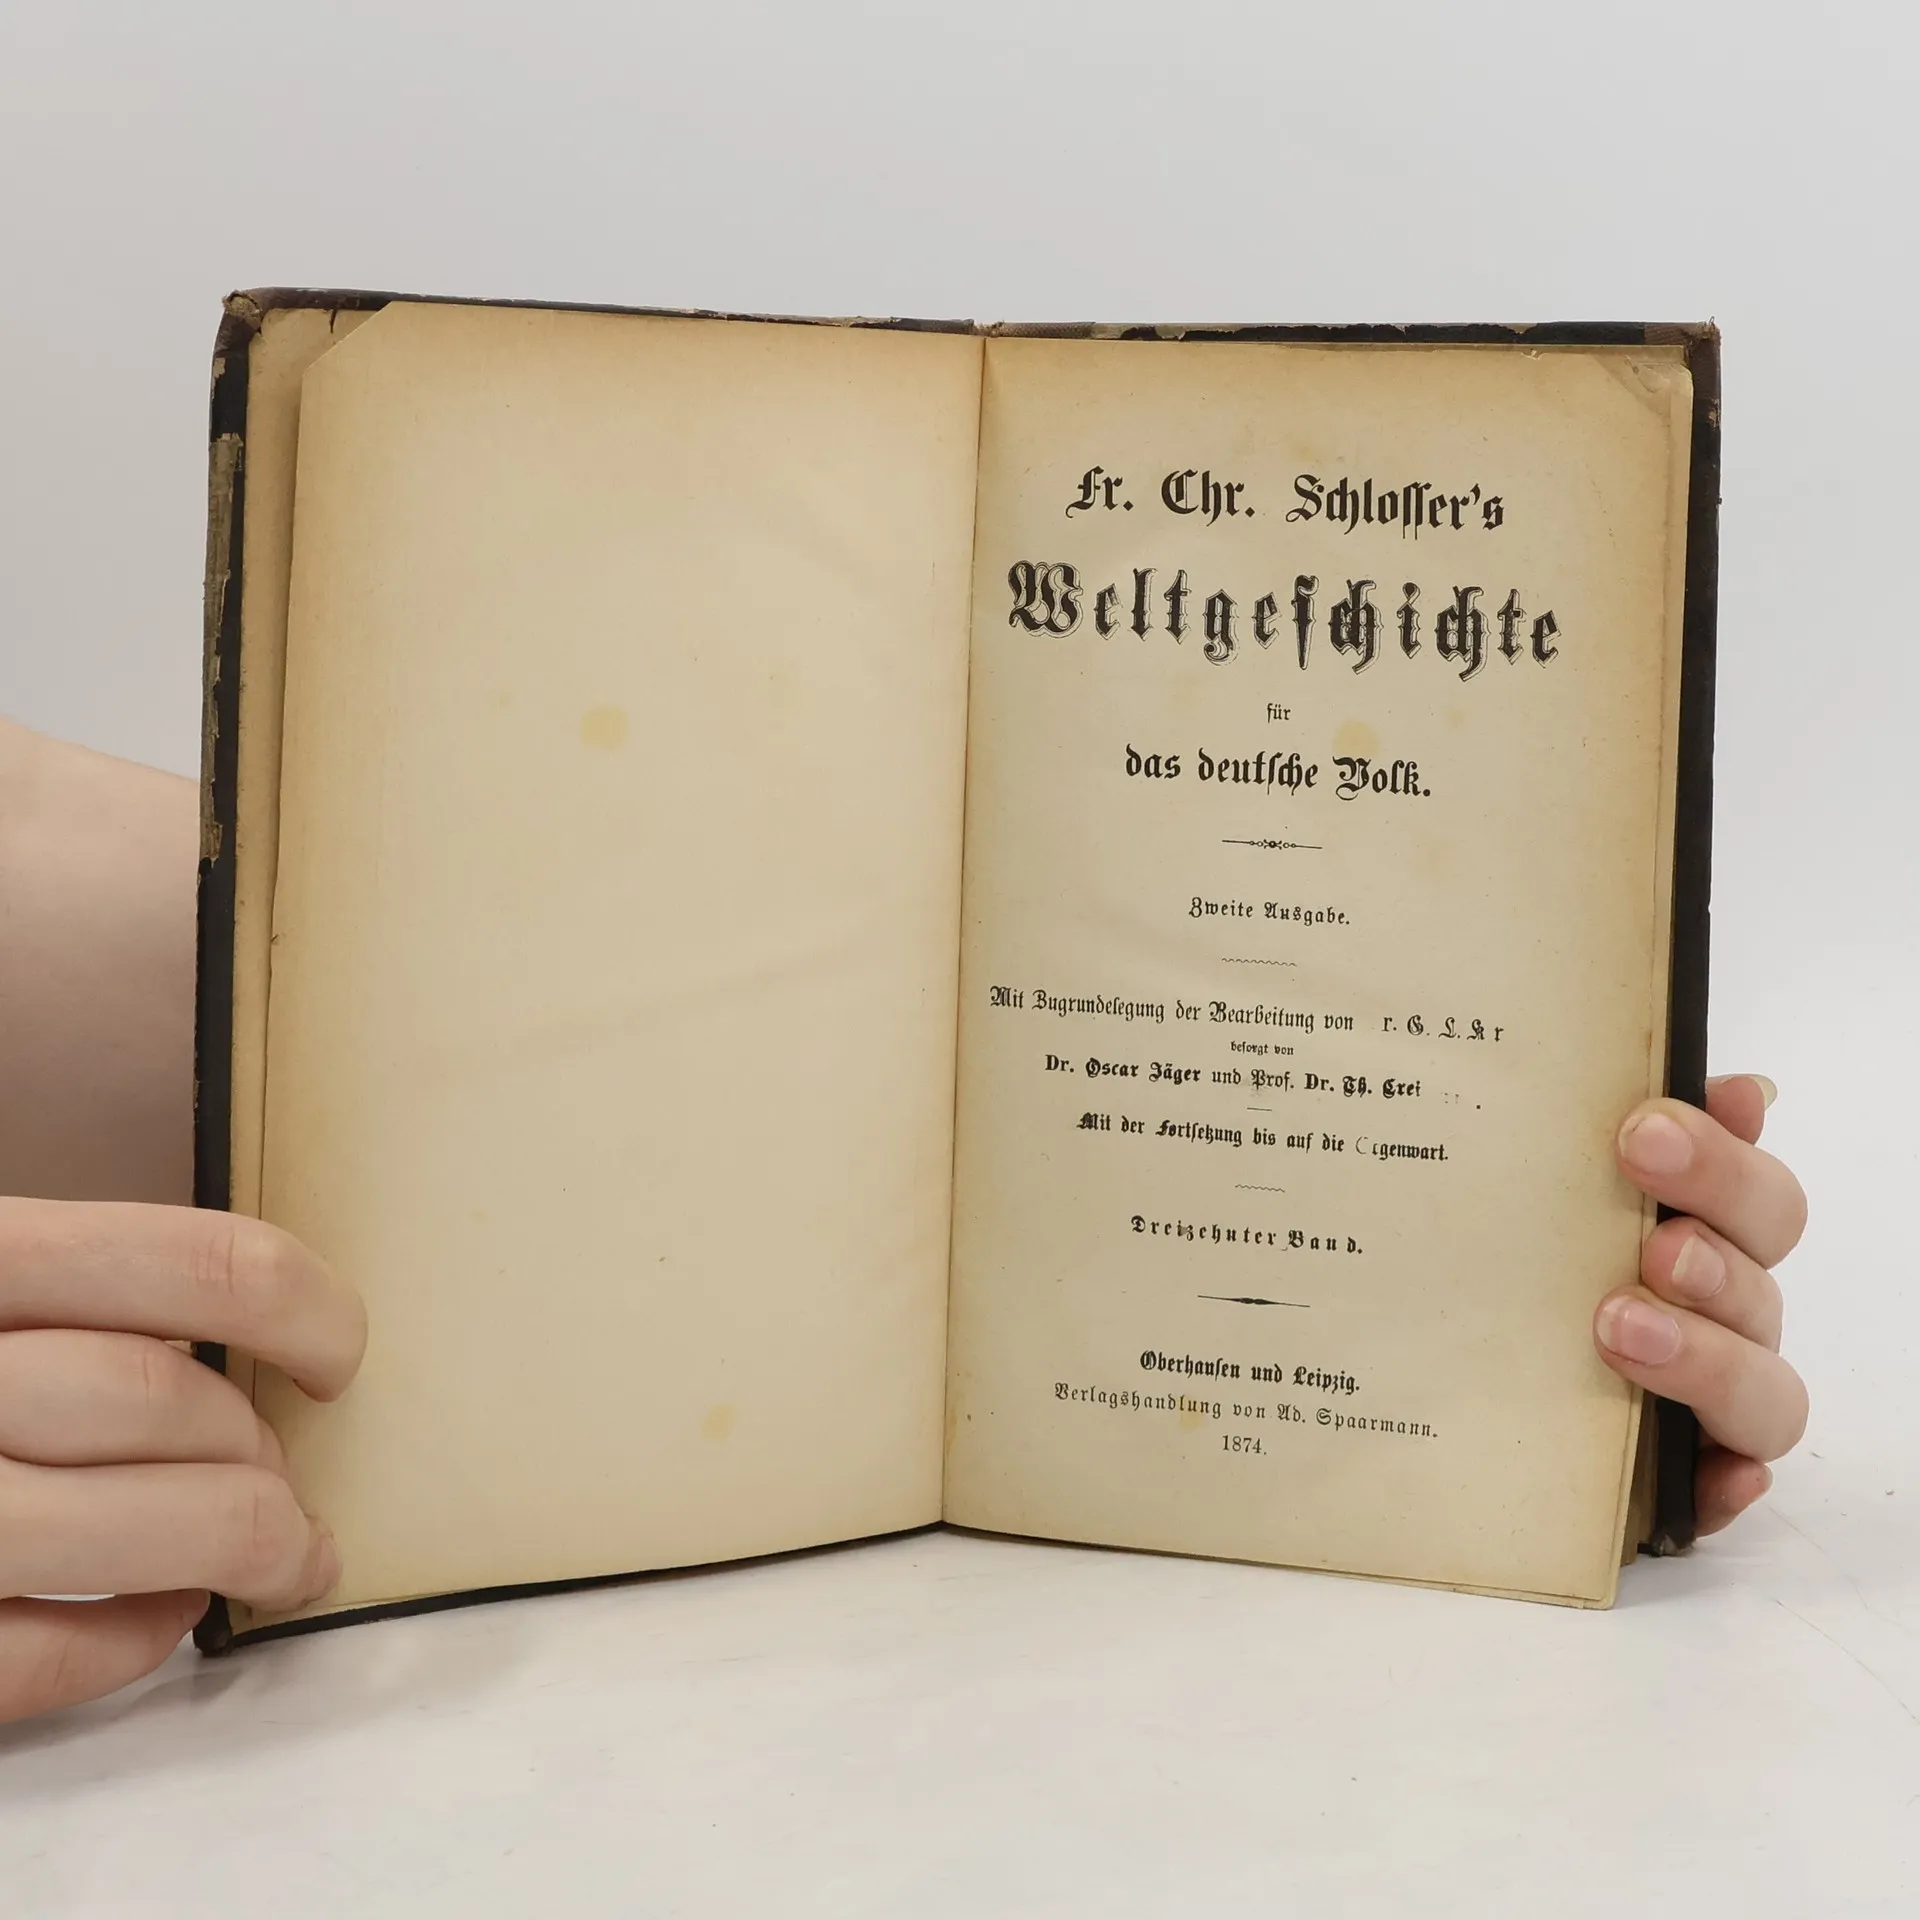 Fr. Chr. Schlosser's
Weltgeschichte
für
das deutsche Volk.
Zweite Ausgabe.
Mit Zugrundelegung der Bearbeitung von r. G. L.
besorgt von
Dr. Oscar Jäger und Prof. Dr. Th.
Mit der Fortsetzung bis auf die
Dreizehnter Band.
Oberhausen und Leipzig.
Verlagshandlung von Ad. Spaarmann.
1874.